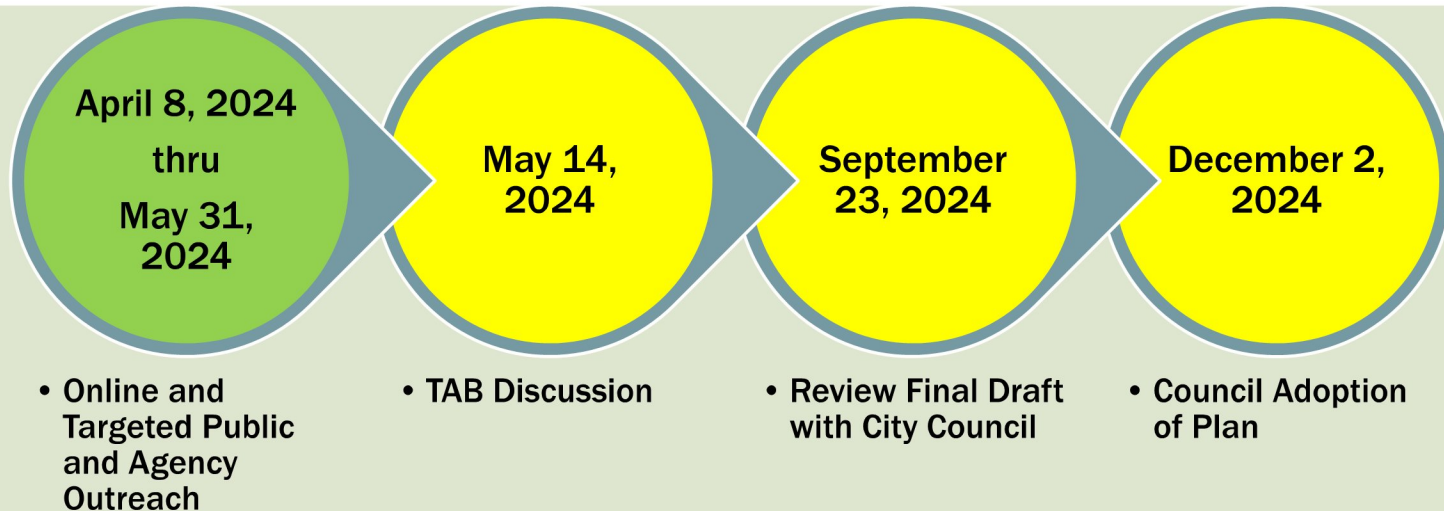 April 8, 2024
thru
May 31,
2024
• Online and
Targeted Public
and Agency
Outreach
May 14,
2024
• TAB Discussion
September
23, 2024
• Review Final Draft
with City Council
December 2,
2024
• Council Adoption
of Plan